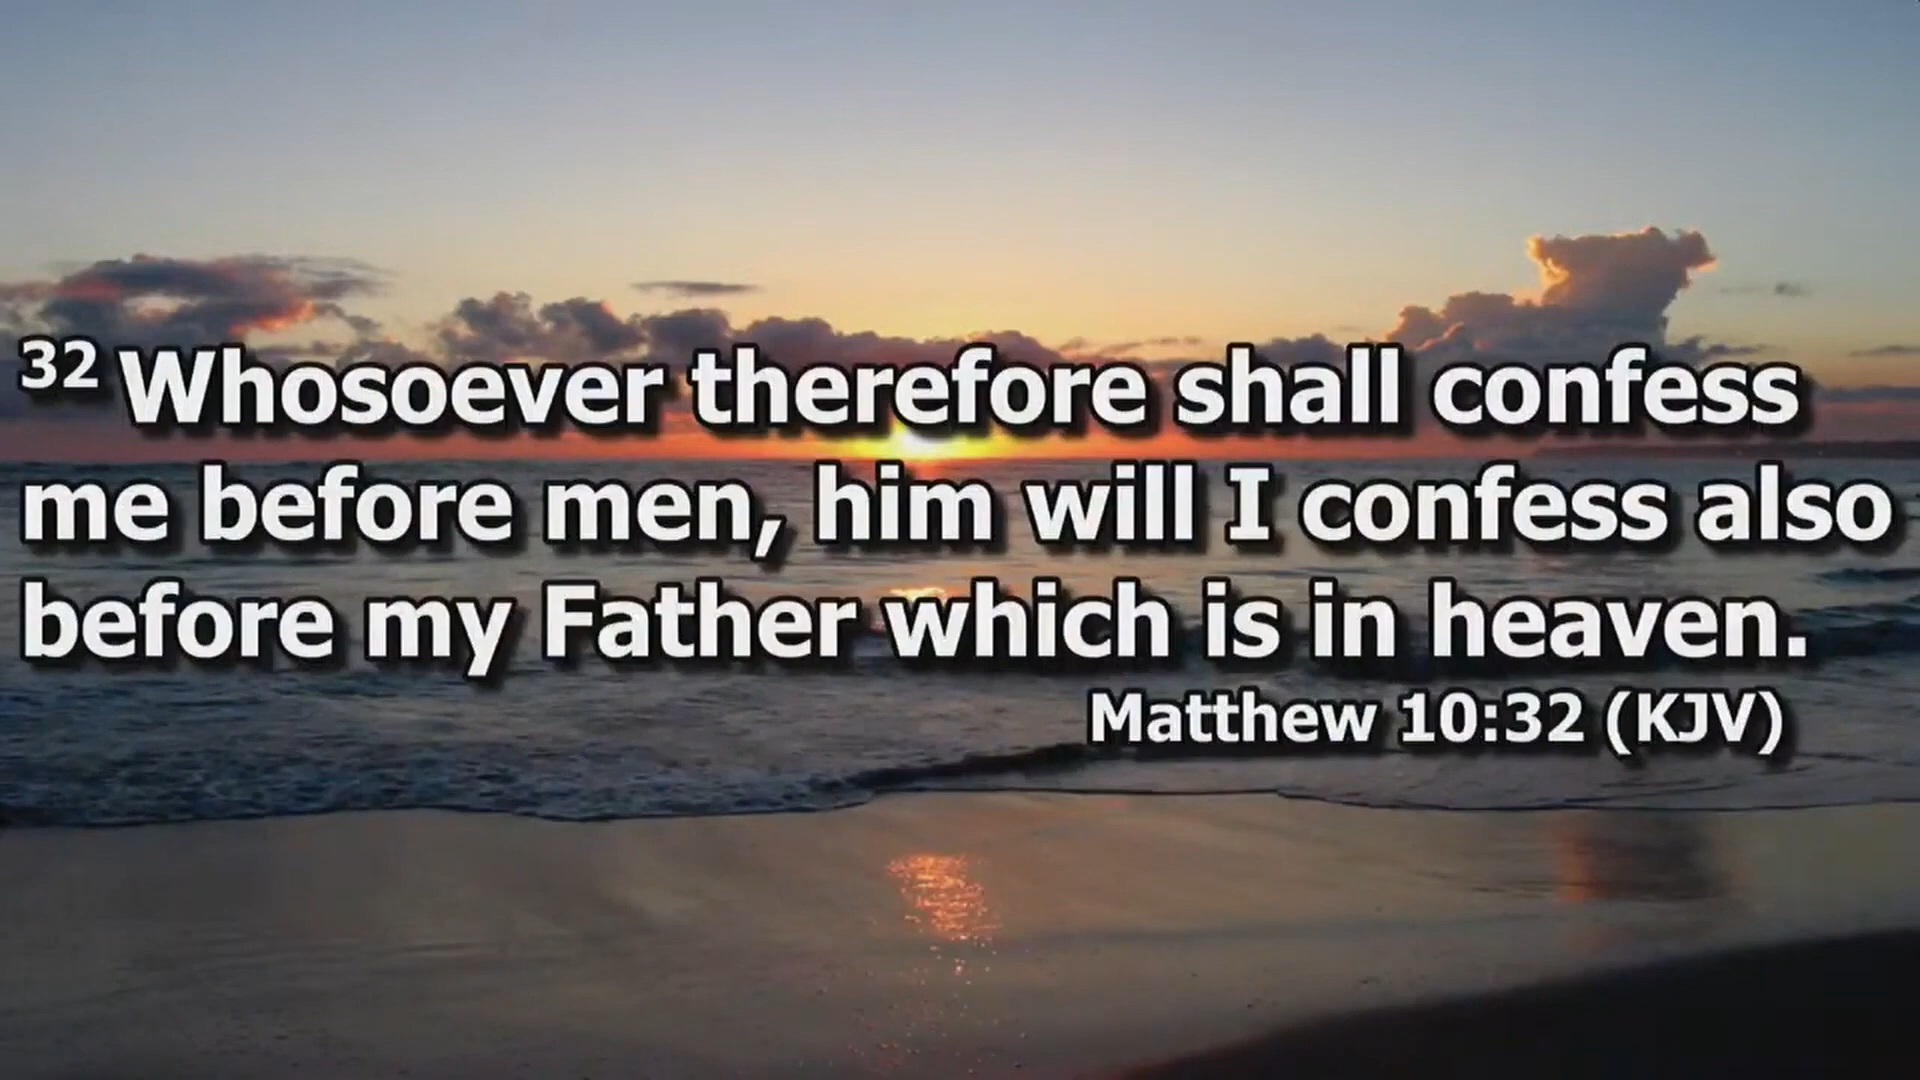 32 Whosoever therefore shall confess
me before men, him will I confess also
before my Father which is in heaven.
Matthew 10:32 (KJV)